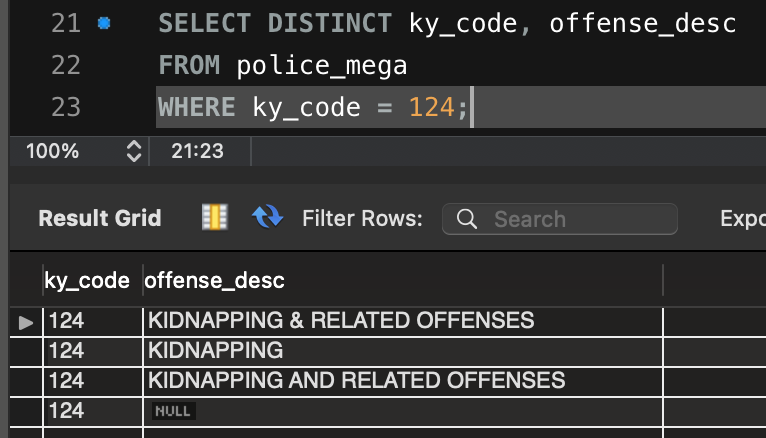 21 SELECT DISTINCT ky_code, offense_desc
22 FROM police_mega
23 WHERE ky_code = 124;
100% 21:23
Result Grid Filter Rows: Search Expo
ky_code offense_desc
124 KIDNAPPING & RELATED OFFENSES
124 KIDNAPPING
124 KIDNAPPING AND RELATED OFFENSES
124 NULL